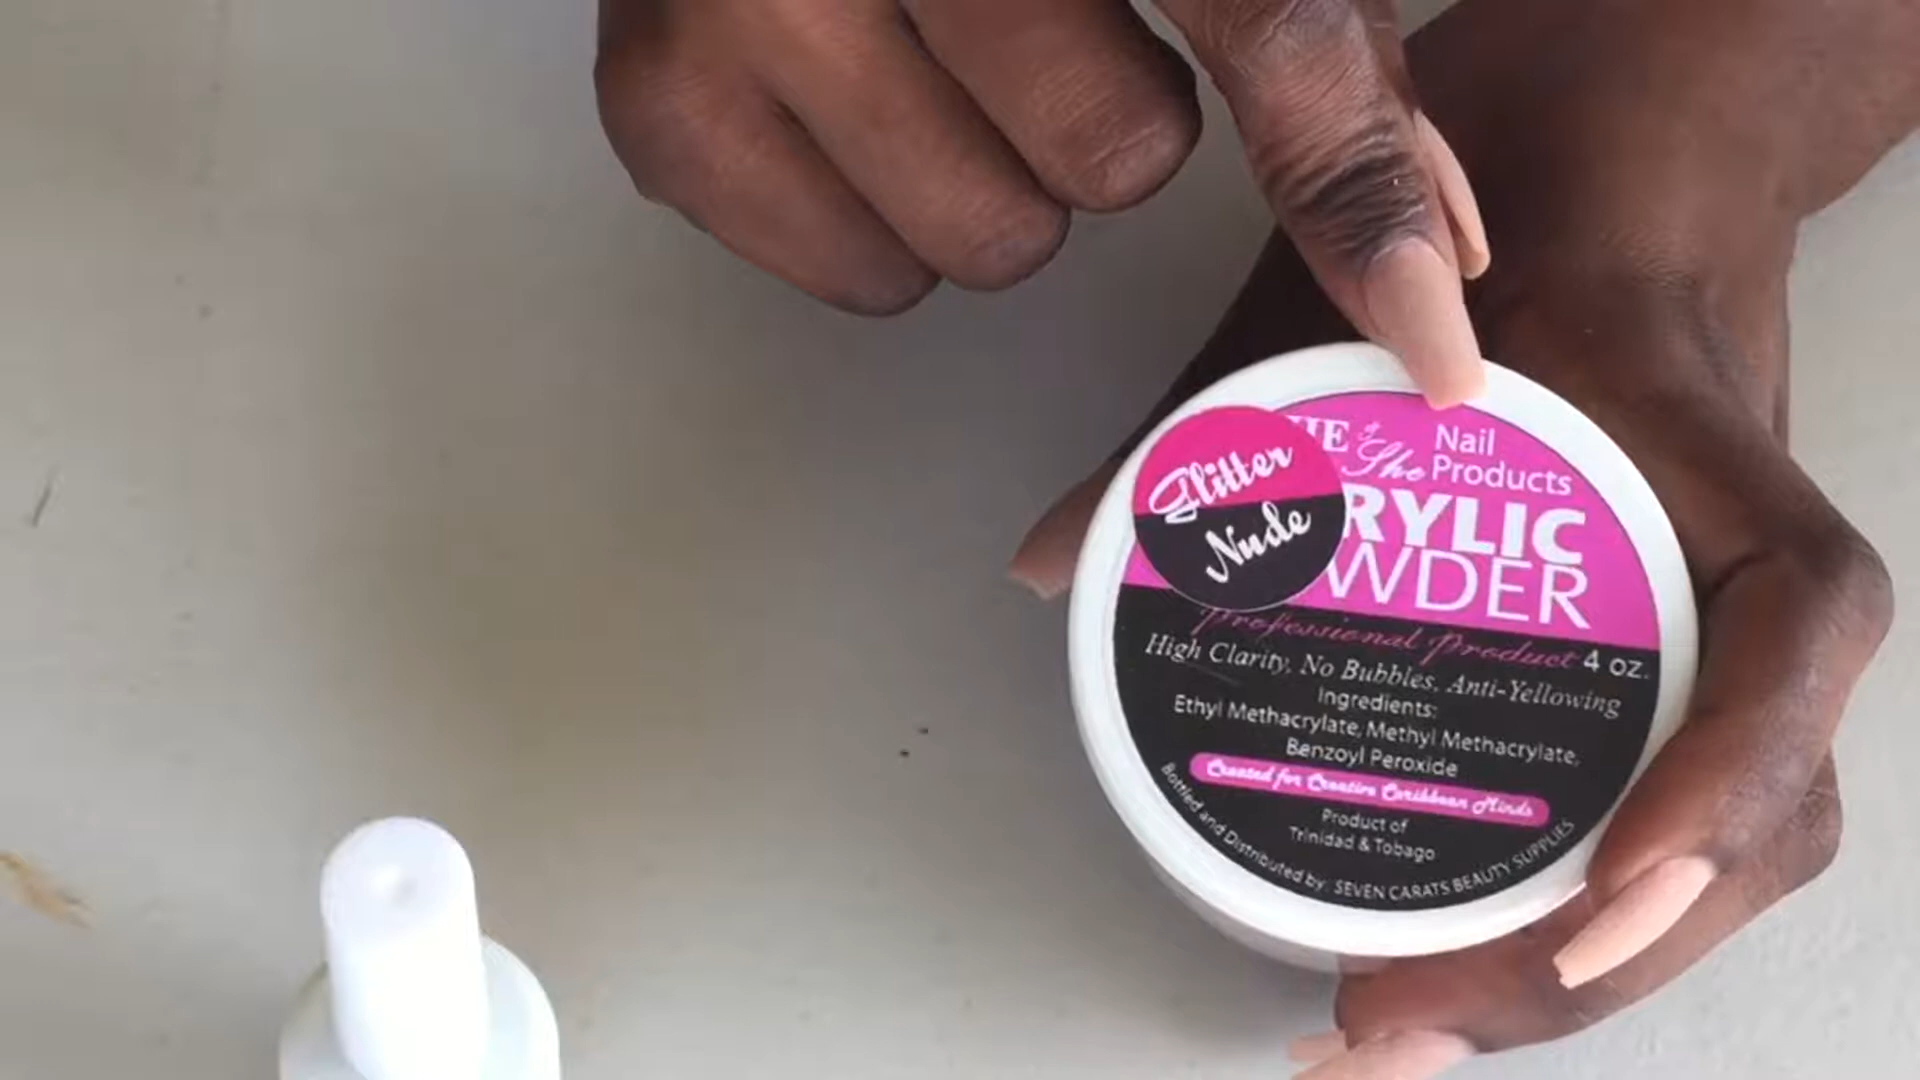 Glitter
Nude
& She
Nail
Products
RYLIC
WDER
Professional Product 4 oz.
High Clarity, No Bubbles, Anti-Yellowing
Ingredients:
Ethyl Methacrylate, Methyl Methacrylate,
Benzoyl Peroxide
Created for Creative Caribbean Minds
Product of
Trinidad & Tobago
Bottled and Distributed by: SEVEN CARATS BEAUTY SUPPLIES